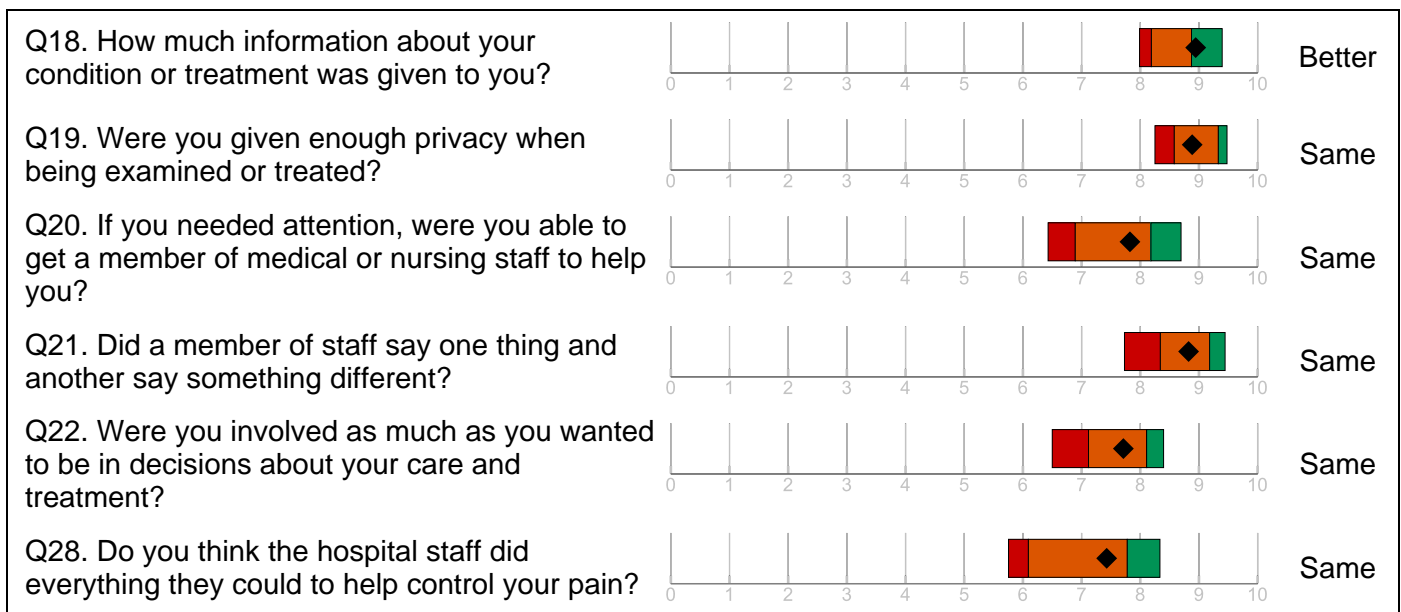 Q18. How much information about your
condition or treatment was given to you?
0 1 2 3 4 5 6 7 8 9 10
Better
Q19. Were you given enough privacy when
being examined or treated?
0 1 2 3 4 5 6 7 8 9 10
Same
Q20. If you needed attention, were you able to
get a member of medical or nursing staff to help
you?
0 1 2 3 4 5 6 7 8 9 10
Same
Q21. Did a member of staff say one thing and
another say something different?
0 1 2 3 4 5 6 7 8 9 10
Same
Q22. Were you involved as much as you wanted
to be in decisions about your care and
treatment?
0 1 2 3 4 5 6 7 8 9 10
Same
Q28. Do you think the hospital staff did
everything they could to help control your pain?
0 1 2 3 4 5 6 7 8 9 10
Same